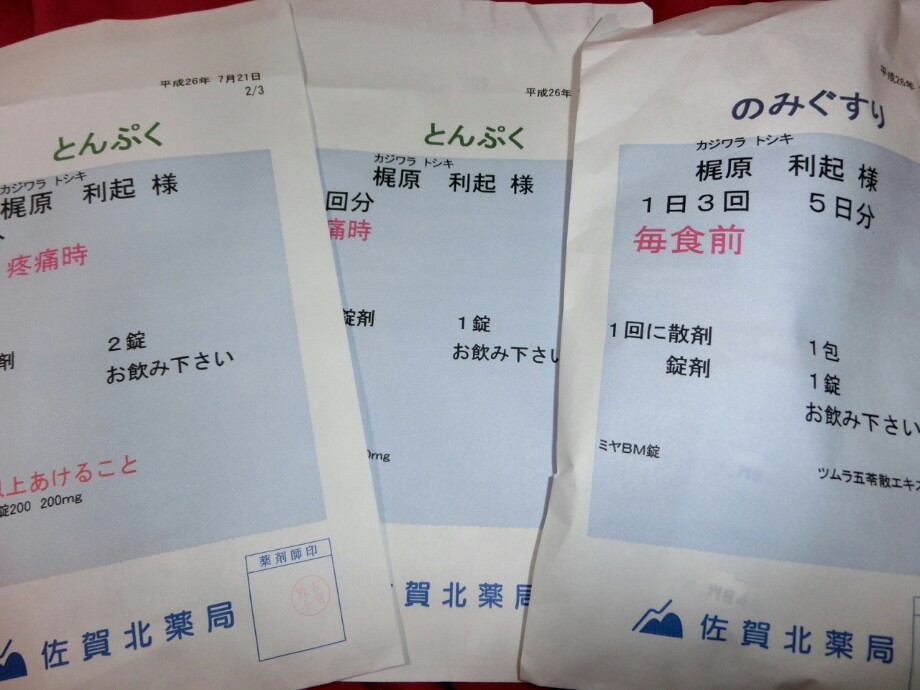 平成26年 7月21日
2/3
とんぷく
カジワラ トシキ
梶原 利起 様
疼痛時
剤 2錠
お飲み下さい
以上あけること
錠200 200mg
薬剤師印
佐賀北薬局
平成26年
とんぷく
カジワラ トシキ
梶原 利起 様
回分
痛時
錠剤 1錠
お飲み下さい
0mg
賀北薬局
平成26年
のみぐすり
カジワラ トシキ
梶原 利起 様
1日3回 5日分
毎食前
1回に散剤 1包
錠剤 1錠
お飲み下さい
ミヤBM錠
ツムラ五苓散エキス
佐賀北薬局